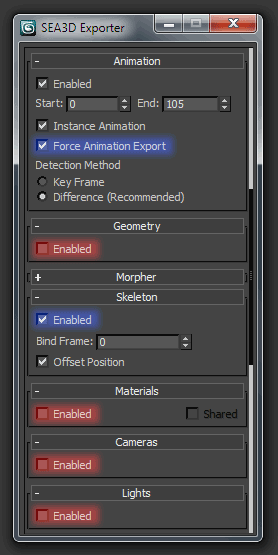 SEA3D Exporter
- Animation
Enabled
Start: 0 End: 105
Instance Animation
Force Animation Export
Detection Method
Key Frame
Difference (Recommended)
- Geometry
Enabled
+ Morpher
- Skeleton
Enabled
Bind Frame: 0
Offset Position
- Materials
Enabled Shared
- Cameras
Enabled
- Lights
Enabled